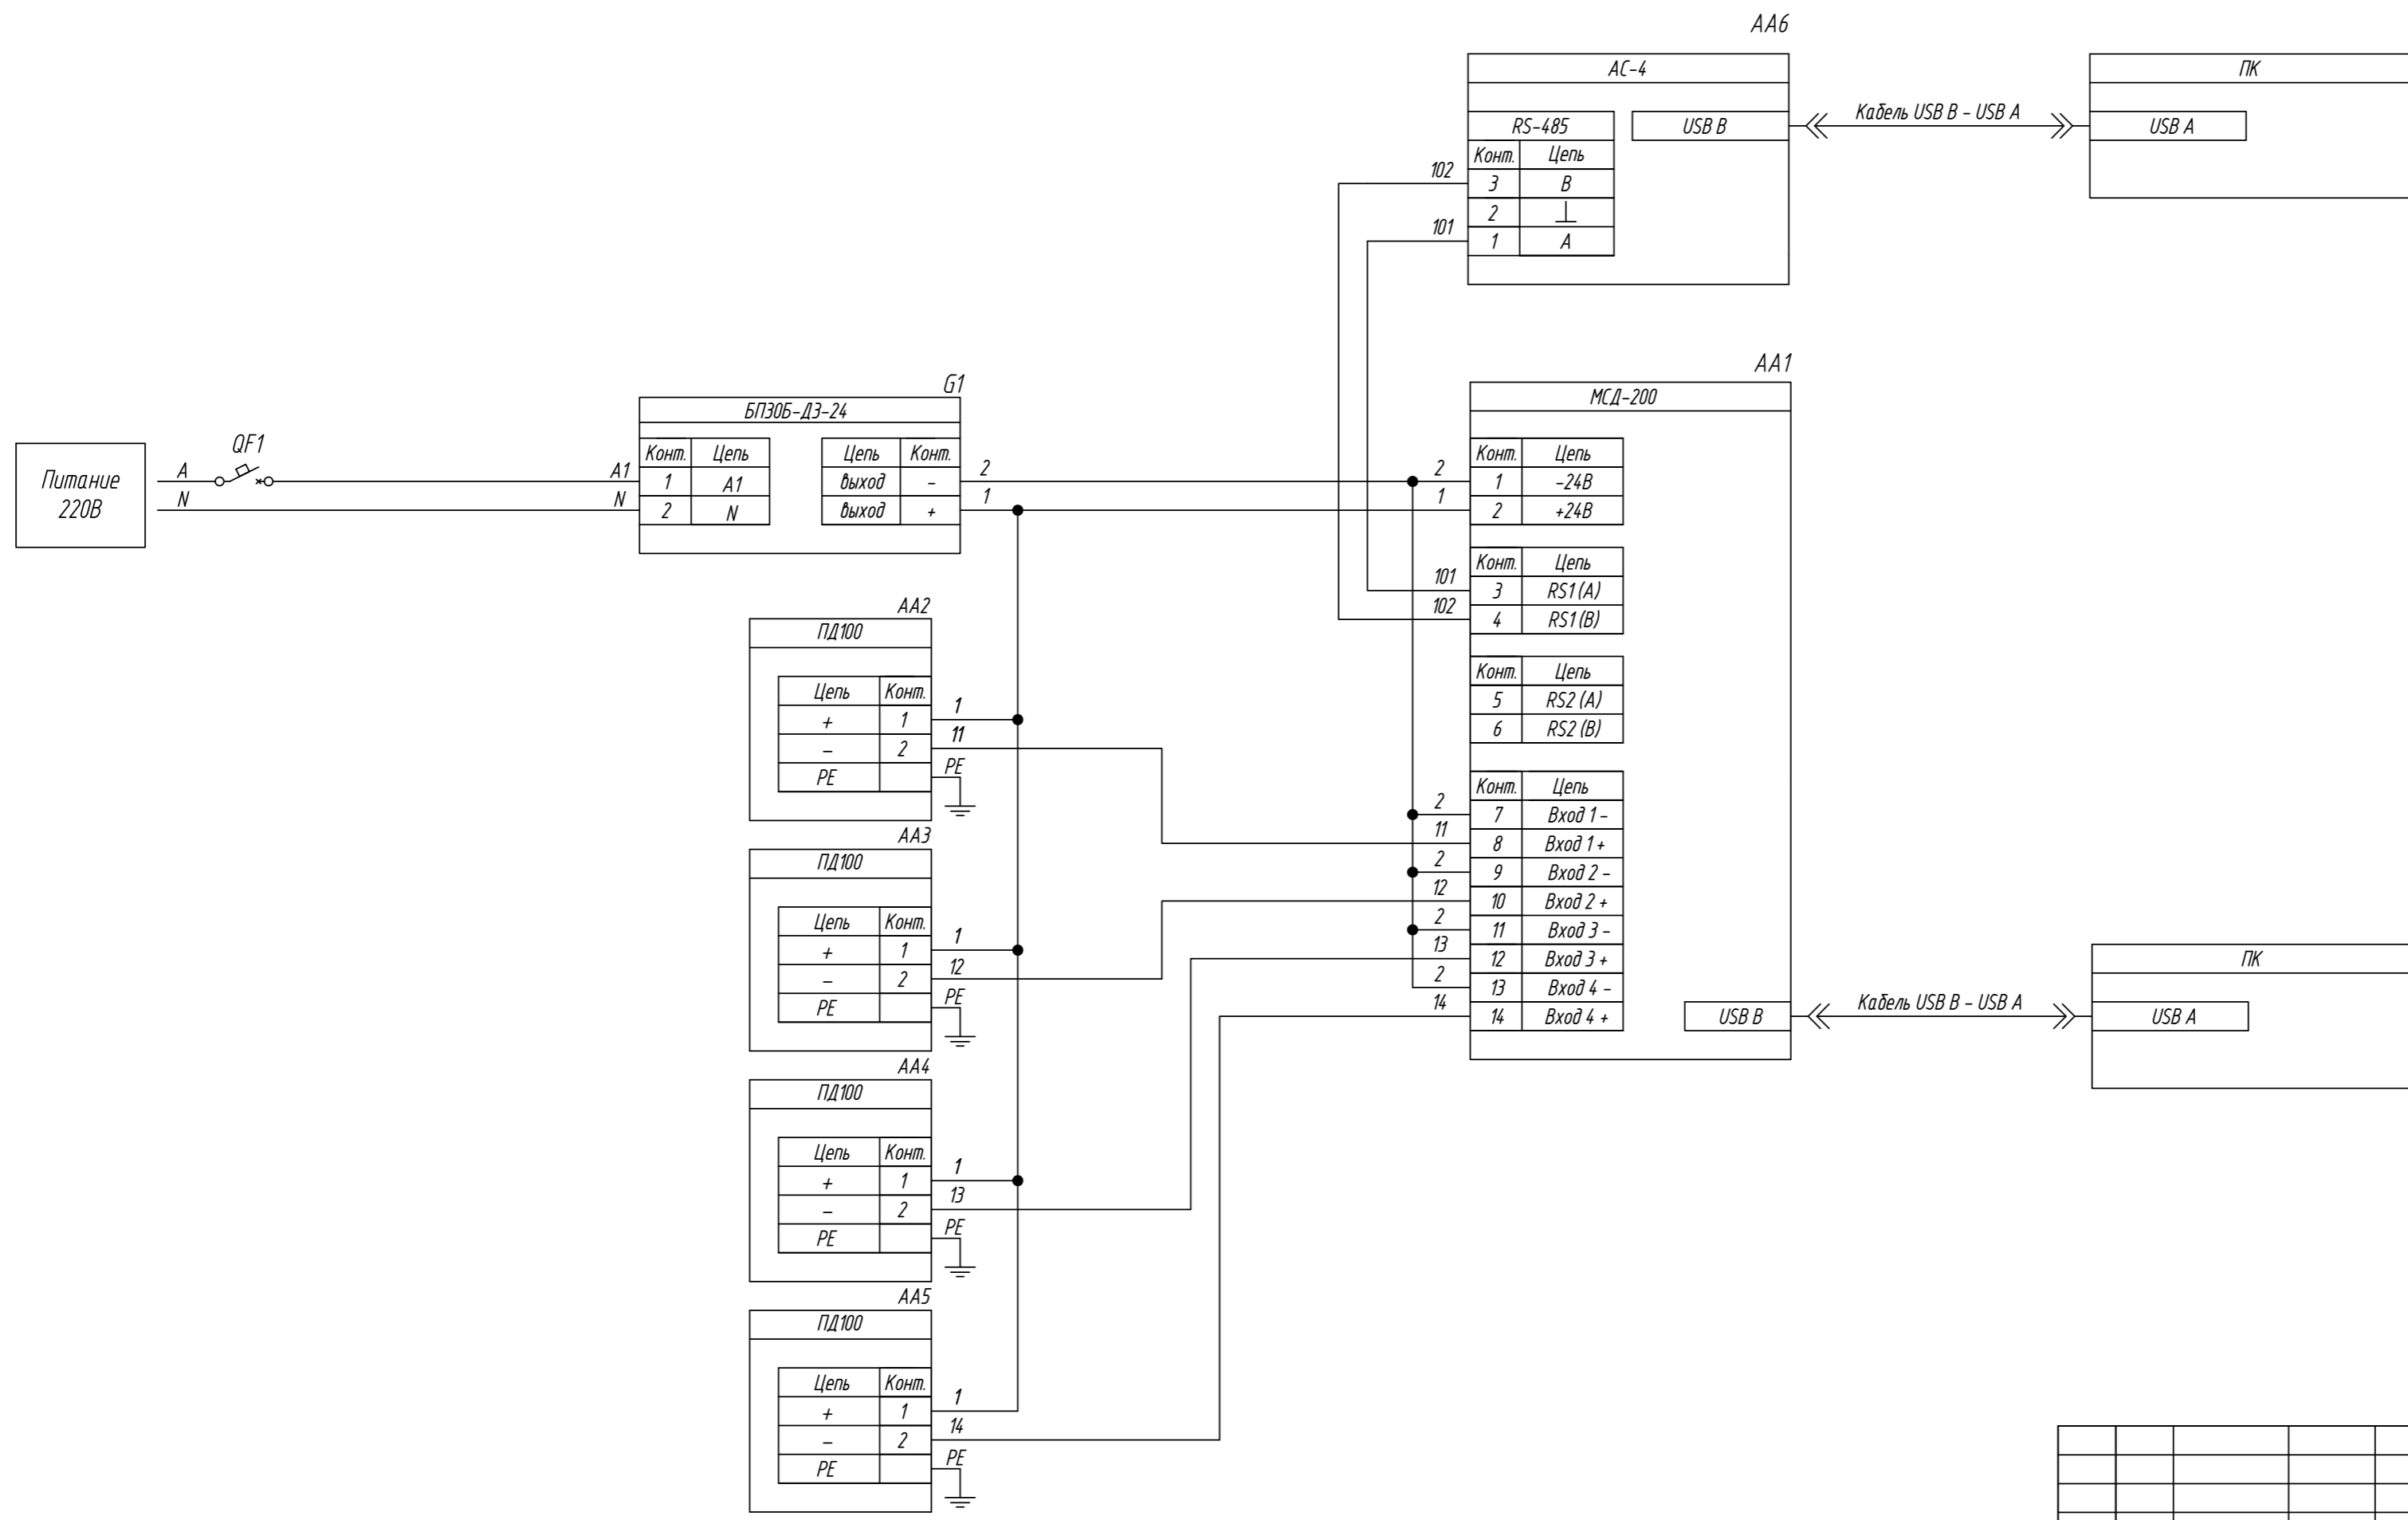 AA6
АС-4
RS-485
USB B
Конт. Цепь
102
3 B
2
101
1 A
Кабель USB B - USB A
ПК
USB A
Питание
220В
A
N
QF1
A1
N
G1
БП30Б-Д3-24
Конт. Цепь
1 A1
2 N
Цепь Конт.
выход -
выход +
2
1
AA1
МСД-200
Конт. Цепь
2
1 -24В
1
2 +24В
Конт. Цепь
101
3 RS1(A)
102
4 RS1(B)
Конт. Цепь
5 RS2 (A)
6 RS2 (B)
Конт. Цепь
2
7 Вход 1 -
11
8 Вход 1 +
2
9 Вход 2 -
12
10 Вход 2 +
2
11 Вход 3 -
13
12 Вход 3 +
2
13 Вход 4 -
14
14 Вход 4 +
USB B
Кабель USB B - USB A
ПК
USB A
AA2
ПД100
Цепь Конт.
+ 1
1
- 2
11
PE
PE
AA3
ПД100
Цепь Конт.
+ 1
1
- 2
12
PE
PE
AA4
ПД100
Цепь Конт.
+ 1
1
- 2
13
PE
PE
AA5
ПД100
Цепь Конт.
+ 1
1
- 2
14
PE
PE